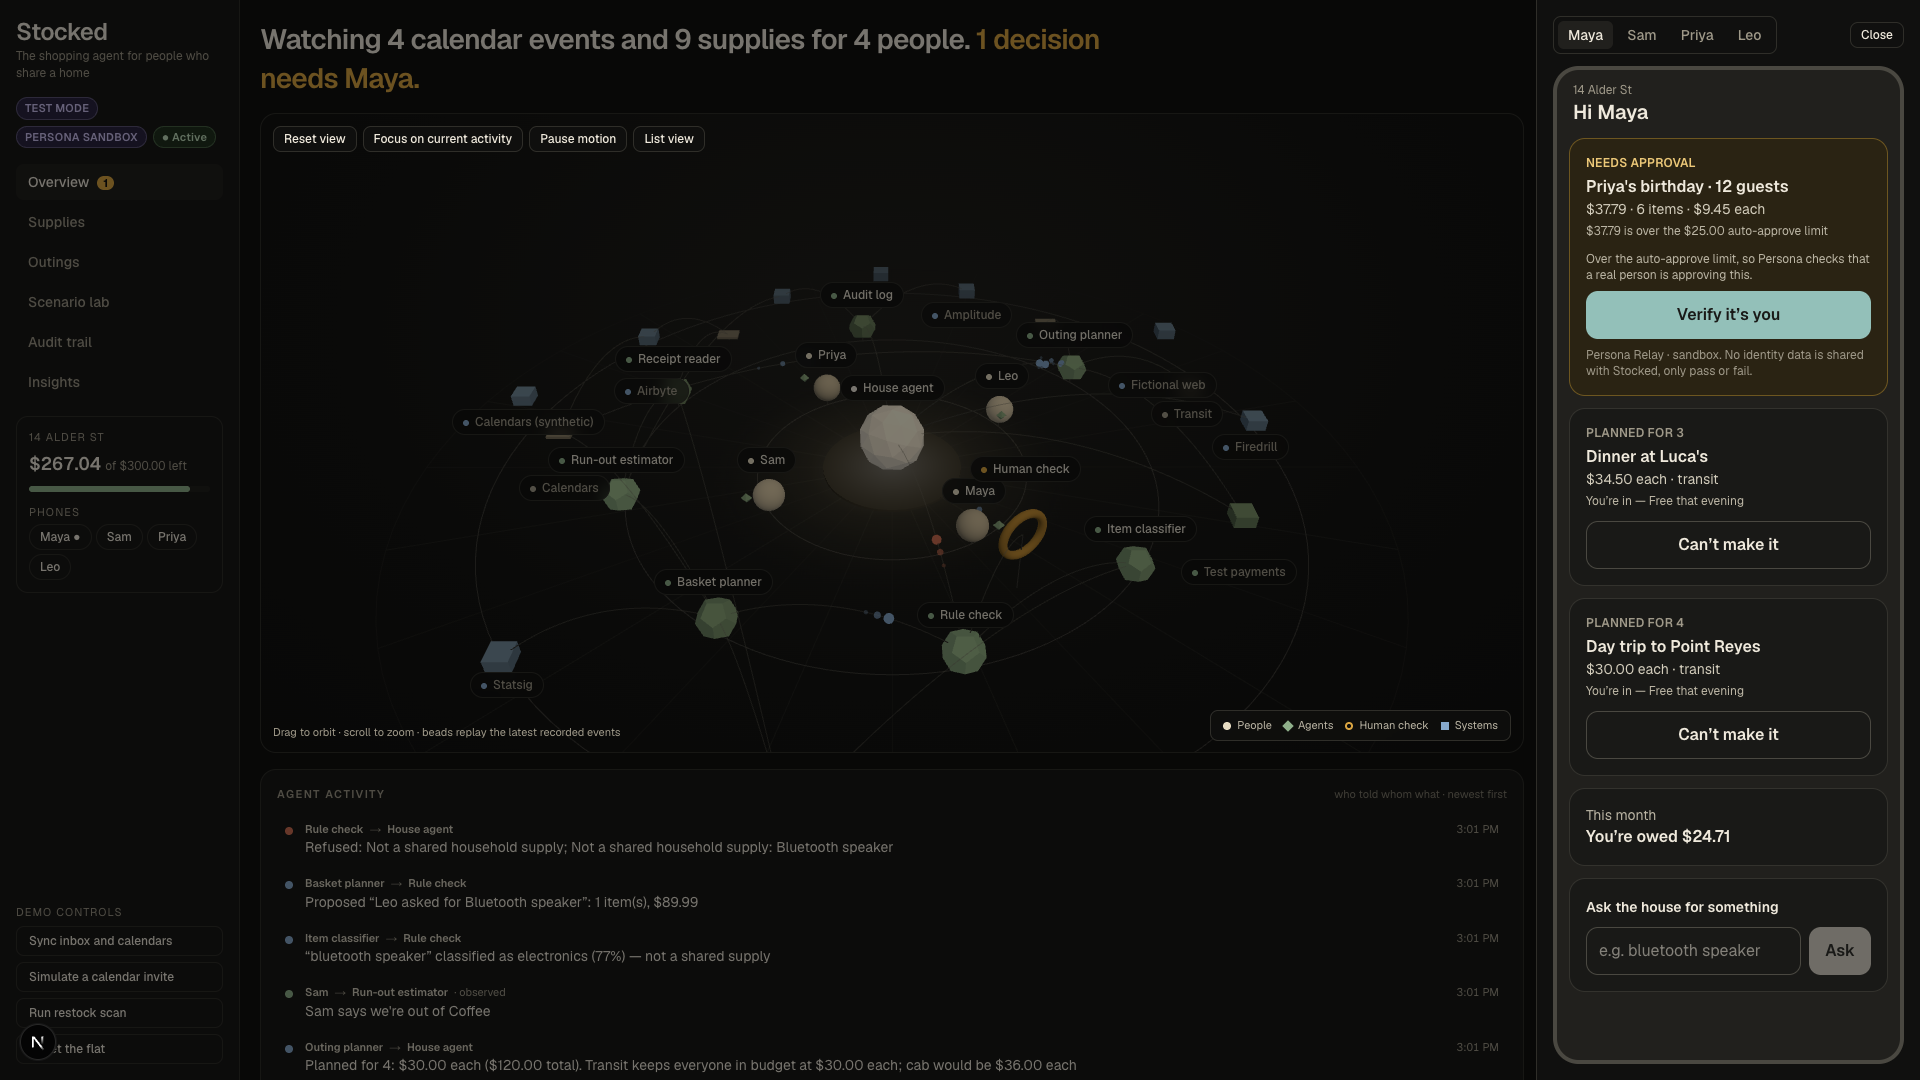 Stocked
The shopping agent for people who
share a home
TEST MODE
PERSONA SANDBOX
Active
Overview 1
Supplies
Outings
Scenario lab
Audit trail
Insights
14 ALDER ST
$267.04 of $300.00 left
PHONES
Maya
Sam
Priya
Leo
DEMO CONTROLS
Sync inbox and calendars
Simulate a calendar invite
Run restock scan
N
t the flat
Watching 4 calendar events and 9 supplies for 4 people. 1 decision
needs Maya.
Reset view
Focus on current activity
Pause motion
List view
Audit log
Amplitude
Outing planner
Receipt reader
Priya
Airbyte
House agent
Leo
Fictional web
Calendars (synthetic)
Transit
Firedrill
Run-out estimator
Sam
Human check
Calendars
Maya
Item classifier
Basket planner
Test payments
Rule check
Statsig
Drag to orbit · scroll to zoom · beads replay the latest recorded events
People
Agents
Human check
Systems
AGENT ACTIVITY
who told whom what · newest first
Rule check → House agent
3:01 PM
Refused: Not a shared household supply; Not a shared household supply: Bluetooth speaker
Basket planner → Rule check
3:01 PM
Proposed “Leo asked for Bluetooth speaker”: 1 item(s), $89.99
Item classifier → Rule check
3:01 PM
“bluetooth speaker” classified as electronics (77%) — not a shared supply
Sam → Run-out estimator · observed
3:01 PM
Sam says we're out of Coffee
Outing planner → House agent
3:01 PM
Planned for 4: $30.00 each ($120.00 total). Transit keeps everyone in budget at $30.00 each; cab would be $36.00 each
Maya
Sam
Priya
Leo
Close
14 Alder St
Hi Maya
NEEDS APPROVAL
Priya's birthday · 12 guests
$37.79 · 6 items · $9.45 each
$37.79 is over the $25.00 auto-approve limit
Over the auto-approve limit, so Persona checks that
a real person is approving this.
Verify it’s you
Persona Relay · sandbox. No identity data is shared
with Stocked, only pass or fail.
PLANNED FOR 3
Dinner at Luca's
$34.50 each · transit
You’re in — Free that evening
Can’t make it
PLANNED FOR 4
Day trip to Point Reyes
$30.00 each · transit
You’re in — Free that evening
Can’t make it
This month
You’re owed $24.71
Ask the house for something
e.g. bluetooth speaker
Ask